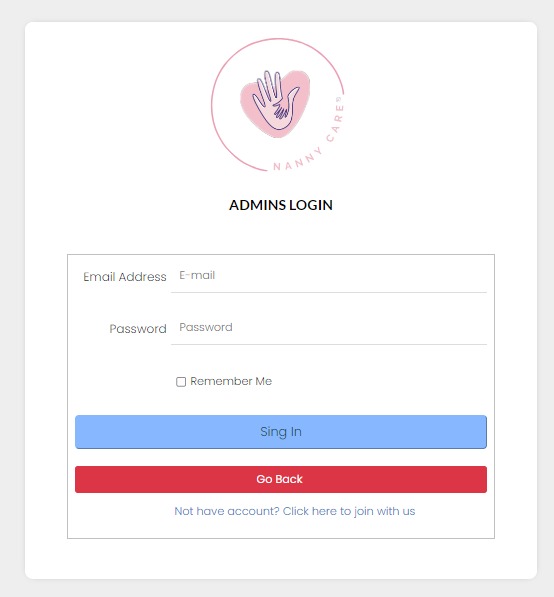 NANNY CARE®
ADMINS LOGIN
Email Address E-mail
Password Password
Remember Me
Sing In
Go Back
Not have account? Click here to join with us